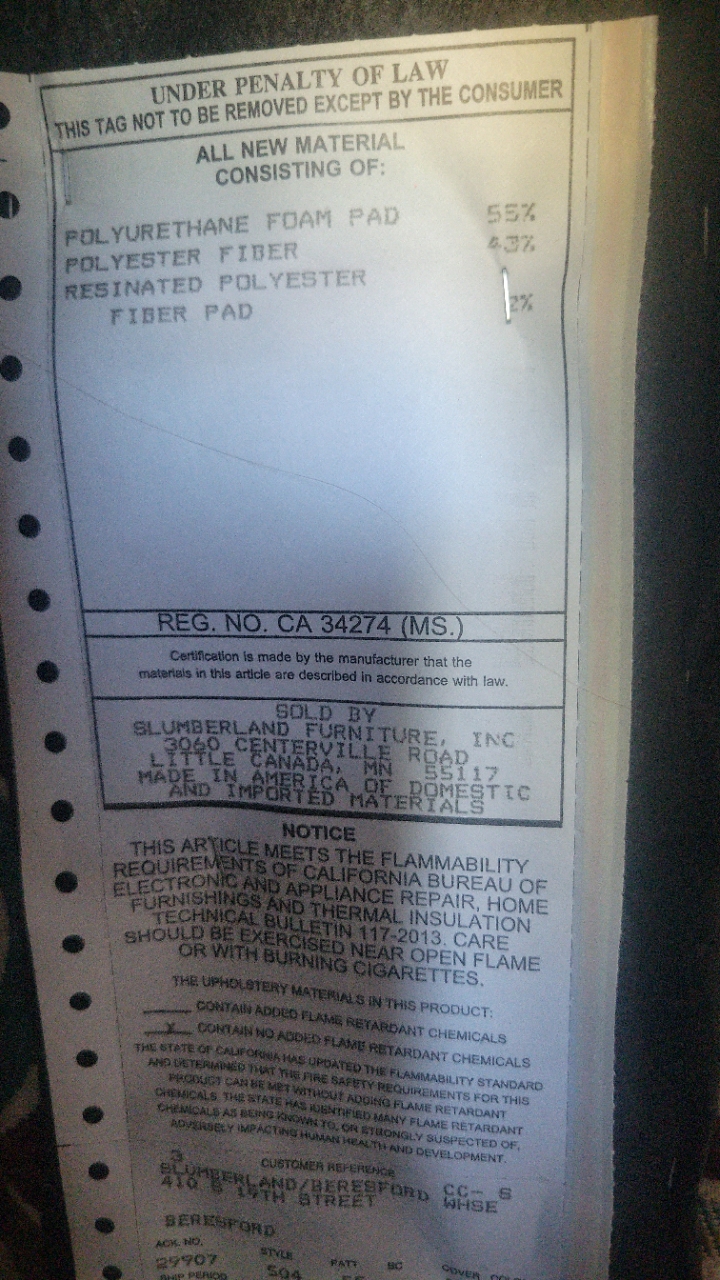 UNDER PENALTY OF LAW
THIS TAG NOT TO BE REMOVED EXCEPT BY THE CONSUMER
ALL NEW MATERIAL
CONSISTING OF:
POLYURETHANE FOAM PAD 55%
POLYESTER FIBER 43%
RESINATED POLYESTER
FIBER PAD 2%
REG. NO. CA 34274 (MS.)
Certification is made by the manufacturer that the
materials in this article are described in accordance with law.
SOLD BY
SLUMBERLAND FURNITURE, INC
3060 CENTERVILLE ROAD
LITTLE CANADA, MN 55117
MADE IN AMERICA OF DOMESTIC
AND IMPORTED MATERIALS
NOTICE
THIS ARTICLE MEETS THE FLAMMABILITY
REQUIREMENTS OF CALIFORNIA BUREAU OF
ELECTRONIC AND APPLIANCE REPAIR, HOME
FURNISHINGS AND THERMAL INSULATION
TECHNICAL BULLETIN 117-2013. CARE
SHOULD BE EXERCISED NEAR OPEN FLAME
OR WITH BURNING CIGARETTES.
THE UPHOLSTERY MATERIALS IN THIS PRODUCT:
CONTAIN ADDED FLAME RETARDANT CHEMICALS
X CONTAIN NO ADDED FLAME RETARDANT CHEMICALS
THE STATE OF CALIFORNIA HAS UPDATED THE FLAMMABILITY STANDARD
AND DETERMINED THAT THE FIRE SAFETY REQUIREMENTS FOR THIS
PRODUCT CAN BE MET WITHOUT ADDING FLAME RETARDANT
CHEMICALS. THE STATE HAS IDENTIFIED MANY FLAME RETARDANT
CHEMICALS AS BEING KNOWN TO, OR STRONGLY SUSPECTED OF,
ADVERSELY IMPACTING HUMAN HEALTH AND DEVELOPMENT.
3 CUSTOMER REFERENCE
SLUMBERLAND/BERESFORD CC- S
410 S 19TH STREET WHSE
BERESFORD
ACK. NO. STYLE PATT SC COVER
29907 504
SHIP PERIOD